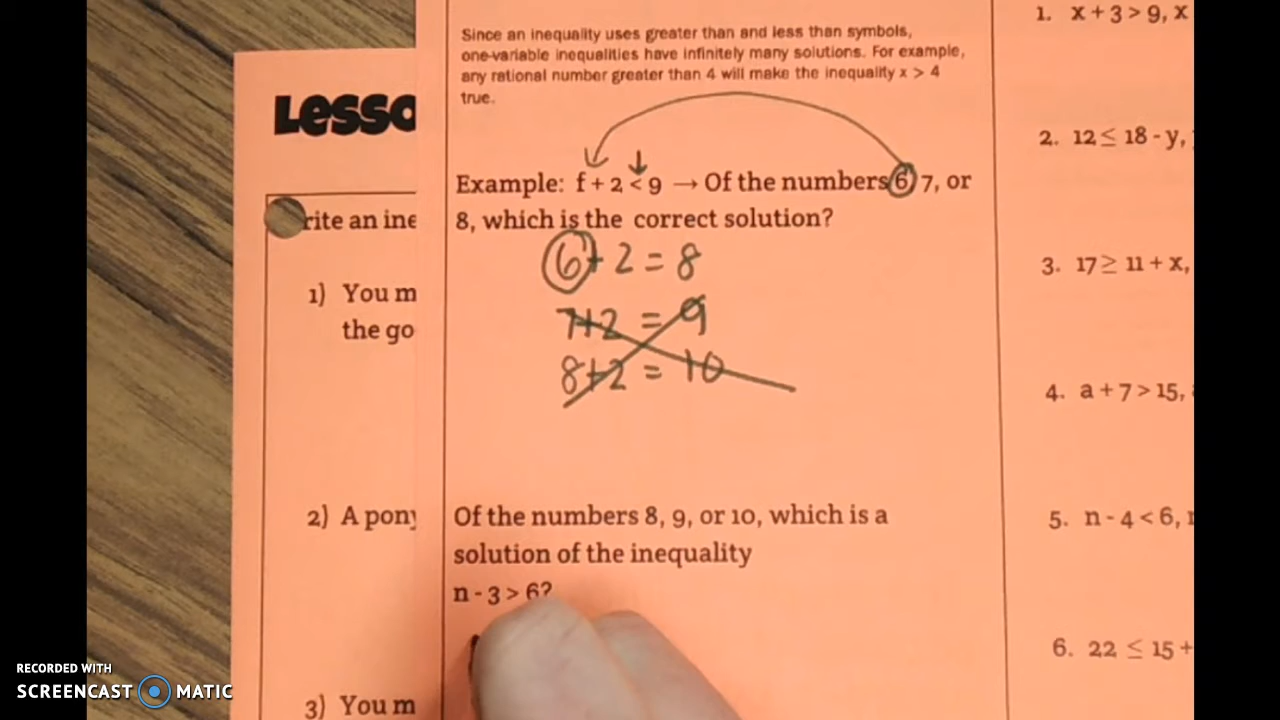 Since an inequality uses greater than and less than symbols,
one-variable inequalities have infinitely many solutions. For example,
any rational number greater than 4 will make the inequality x > 4
true.
Example: f + 2 < 9 → Of the numbers 6, 7, or
8, which is the correct solution?
6 + 2 = 8
7+2 = 9
8+2 = 10
Of the numbers 8, 9, or 10, which is a
solution of the inequality
n - 3 > 6?
Lesso
rite an ine
1) You m
the go
2) A pony
3) You m
1. x + 3 > 9, x
2. 12 ≤ 18 - y,
3. 17 ≥ 11 + x,
4. a + 7 > 15,
5. n - 4 < 6,
6. 22 ≤ 15 +
RECORDED WITH
SCREENCAST MATIC